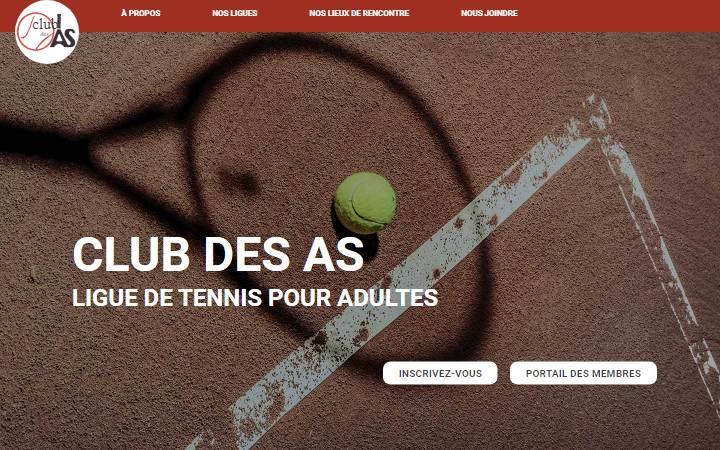 club
des
AS
À PROPOS
NOS LIGUES
NOS LIEUX DE RENCONTRE
NOUS JOINDRE
CLUB DES AS
LIGUE DE TENNIS POUR ADULTES
INSCRIVEZ-VOUS
PORTAIL DES MEMBRES